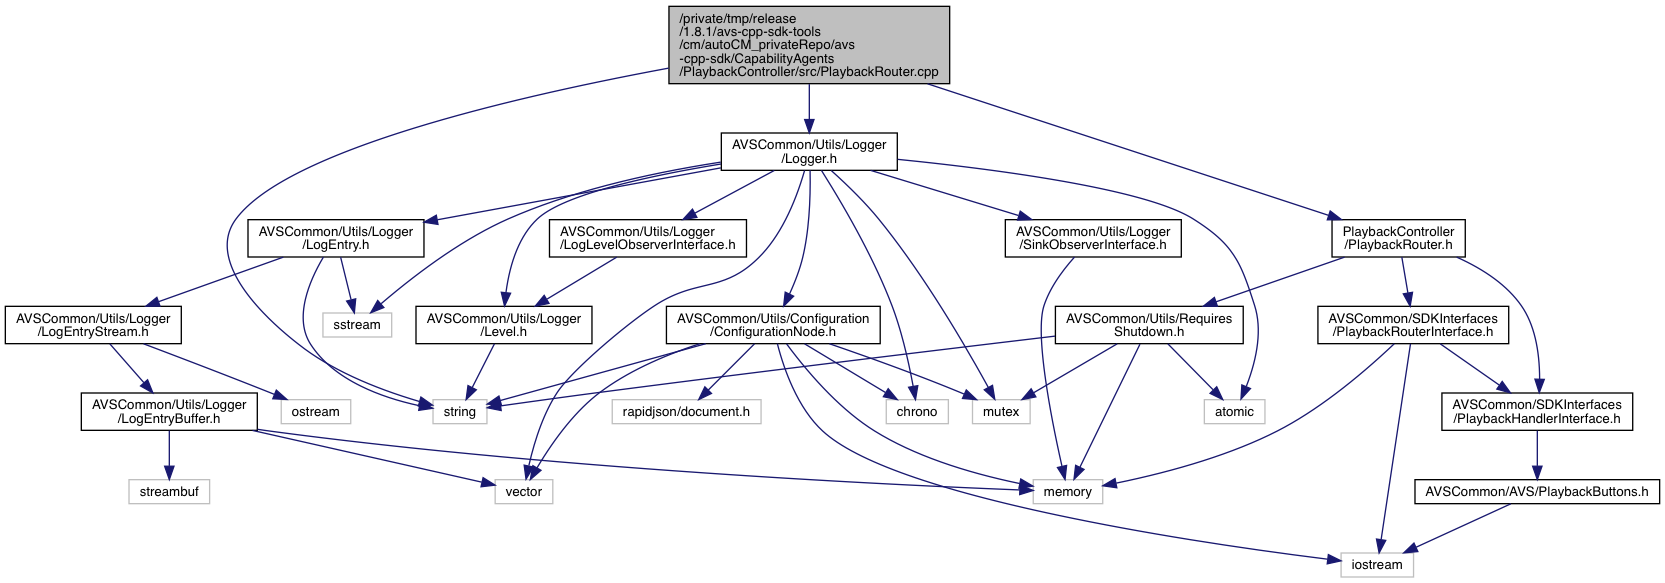 /private/tmp/release
/1.8.1/avs-cpp-sdk-tools
/cm/autoCM_privateRepo/avs
-cpp-sdk/CapabilityAgents
/PlaybackController/src/PlaybackRouter.cpp
AVSCommon/Utils/Logger
/Logger.h
AVSCommon/Utils/Logger
/LogEntry.h
AVSCommon/Utils/Logger
/LogLevelObserverInterface.h
AVSCommon/Utils/Logger
/SinkObserverInterface.h
PlaybackController
/PlaybackRouter.h
AVSCommon/Utils/Logger
/LogEntryStream.h
sstream
AVSCommon/Utils/Logger
/Level.h
AVSCommon/Utils/Configuration
/ConfigurationNode.h
AVSCommon/Utils/Requires
Shutdown.h
AVSCommon/SDKInterfaces
/PlaybackRouterInterface.h
AVSCommon/Utils/Logger
/LogEntryBuffer.h
ostream
string
rapidjson/document.h
chrono
mutex
atomic
AVSCommon/SDKInterfaces
/PlaybackHandlerInterface.h
streambuf
vector
memory
AVSCommon/AVS/PlaybackButtons.h
iostream